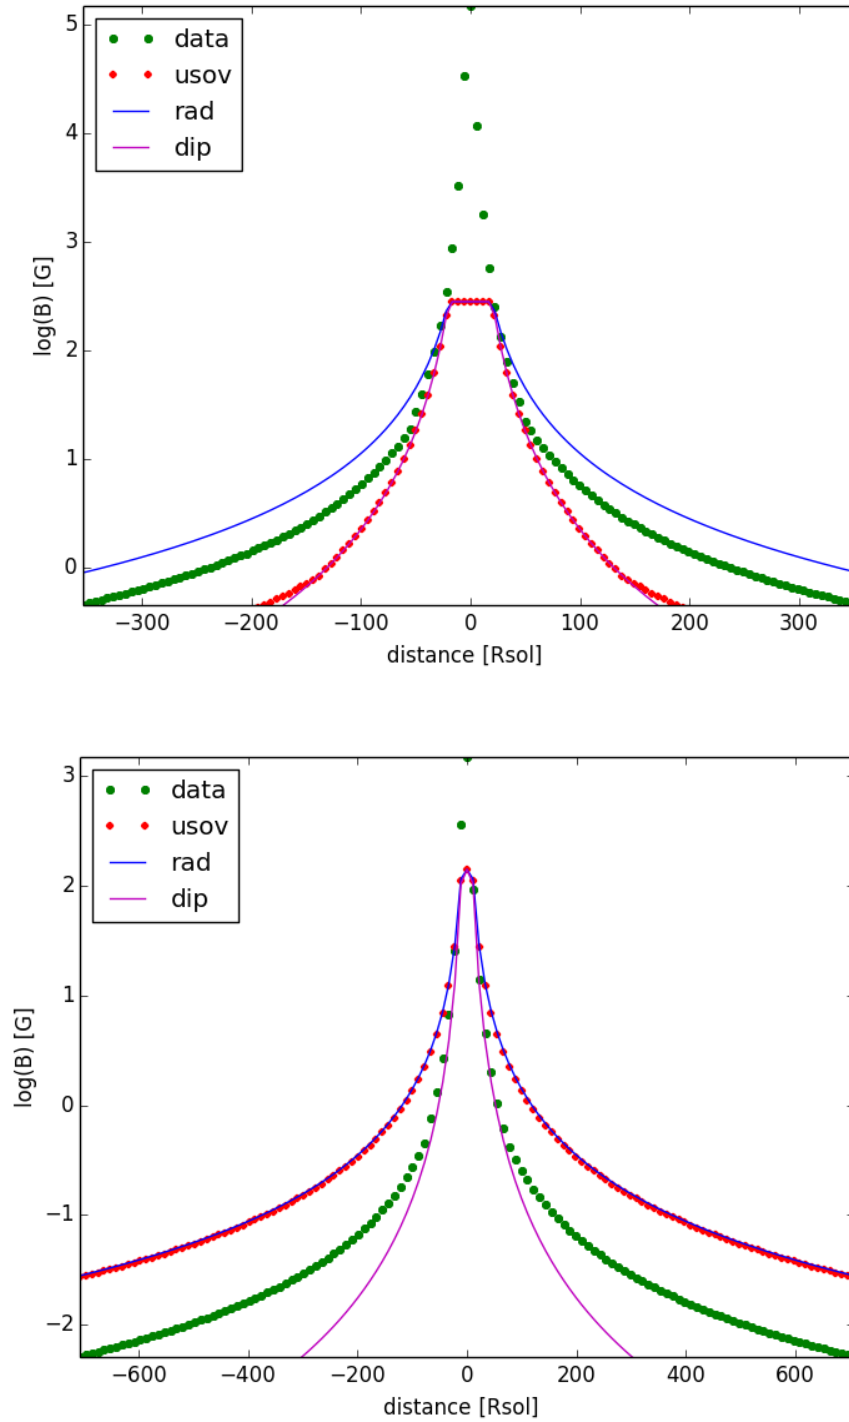 data
usov
rad
dip
5
4
3
2
1
0
log(B) [G]
−300 −200 −100 0 100 200 300
distance [Rsol]
data
usov
rad
dip
3
2
1
0
−1
−2
log(B) [G]
−600 −400 −200 0 200 400 600
distance [Rsol]